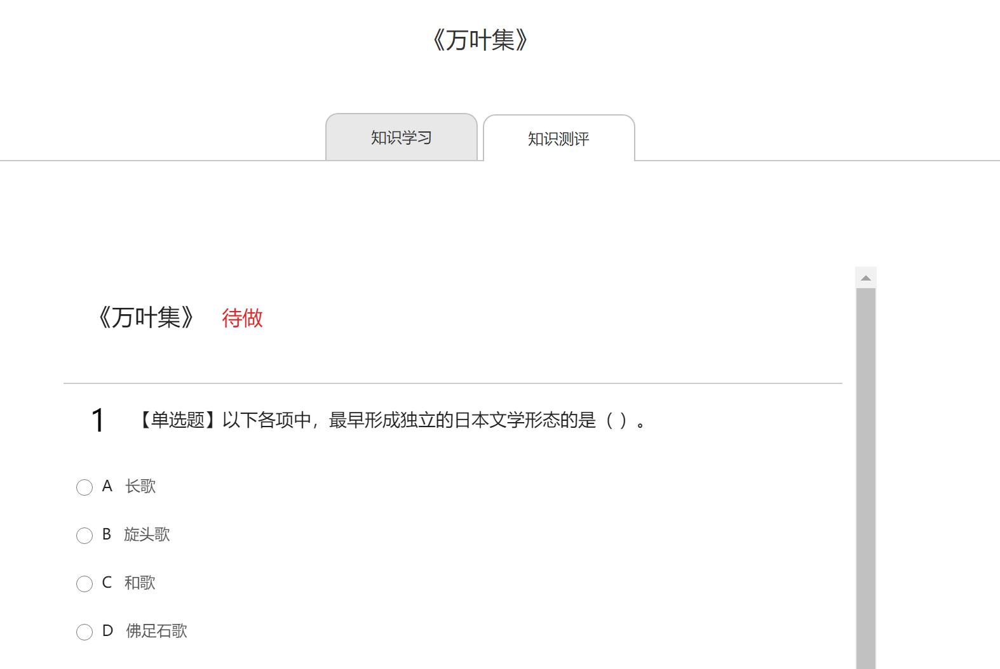 《万叶集》
知识学习
知识测评
《万叶集》 待做
1 【单选题】以下各项中，最早形成独立的日本文学形态的是（ ）。
A 长歌
B 旋头歌
C 和歌
D 佛足石歌